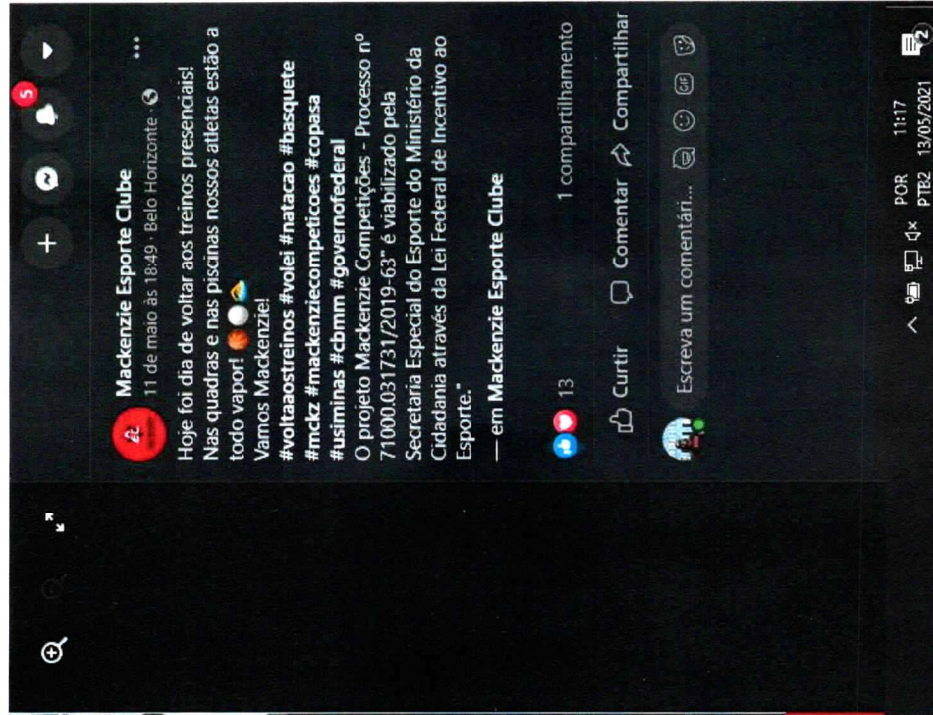 5
Mackenzie Esporte Clube
11 de maio às 18:49 · Belo Horizonte ·
Hoje foi dia de voltar aos treinos presenciais!
Nas quadras e nas piscinas nossos atletas estão a
todo vapor! 🏀🏐🏊
Vamos Mackenzie!
#voltaaostreinos #volei #natacao #basquete
#mckz #mackenziecompeticoes #copasa
#usiminas #cbmm #governofederal
O projeto Mackenzie Competições - Processo nº
71000.031731/2019-63" é viabilizado pela
Secretaria Especial do Esporte do Ministério da
Cidadania através da Lei Federal de Incentivo ao
Esporte."
— em Mackenzie Esporte Clube
13
1 compartilhamento
Curtir Comentar Compartilhar
Escreva um comentári...
GIF
POR 11:17
PTB2 13/05/2021
2